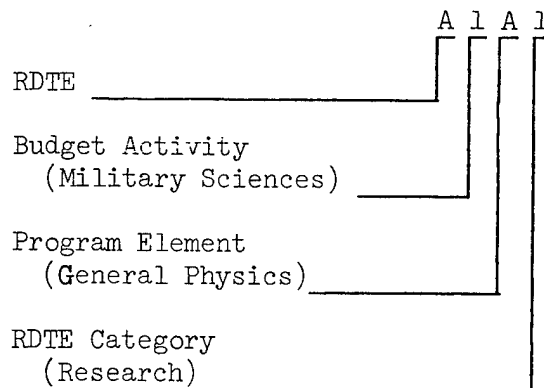 A 1 A 1
RDTE
Budget Activity
(Military Sciences)
Program Element
(General Physics)
RDTE Category
(Research)